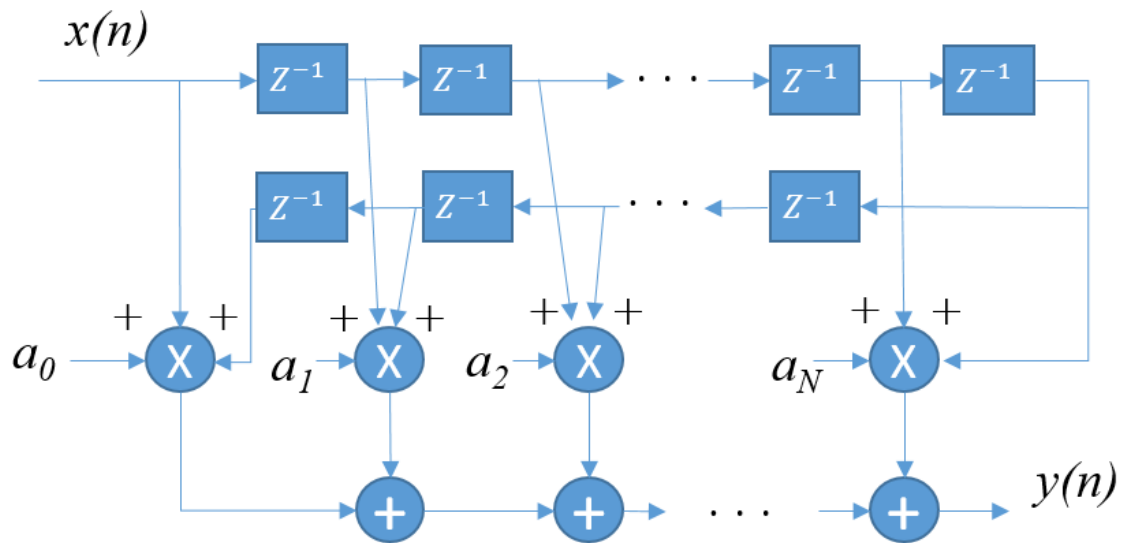 x(n)
Z⁻¹ Z⁻¹ · · · Z⁻¹ Z⁻¹
Z⁻¹ Z⁻¹ · · · Z⁻¹
+ + + + + + + +
a₀ X a₁ X a₂ X a_N X
+ + · · · + y(n)